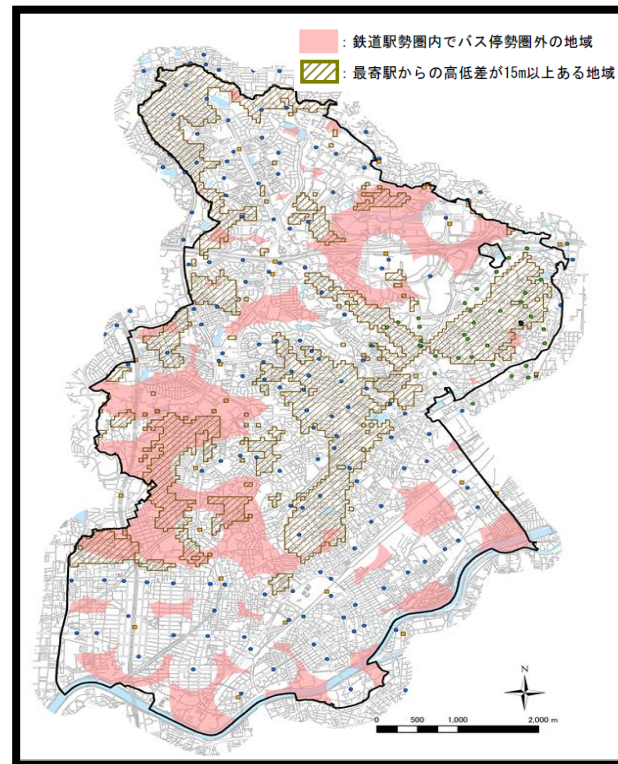 ：鉄道駅勢圏内でバス停勢圏外の地域
：最寄駅からの高低差が15m以上ある地域
N
0 500 1,000 2,000 m